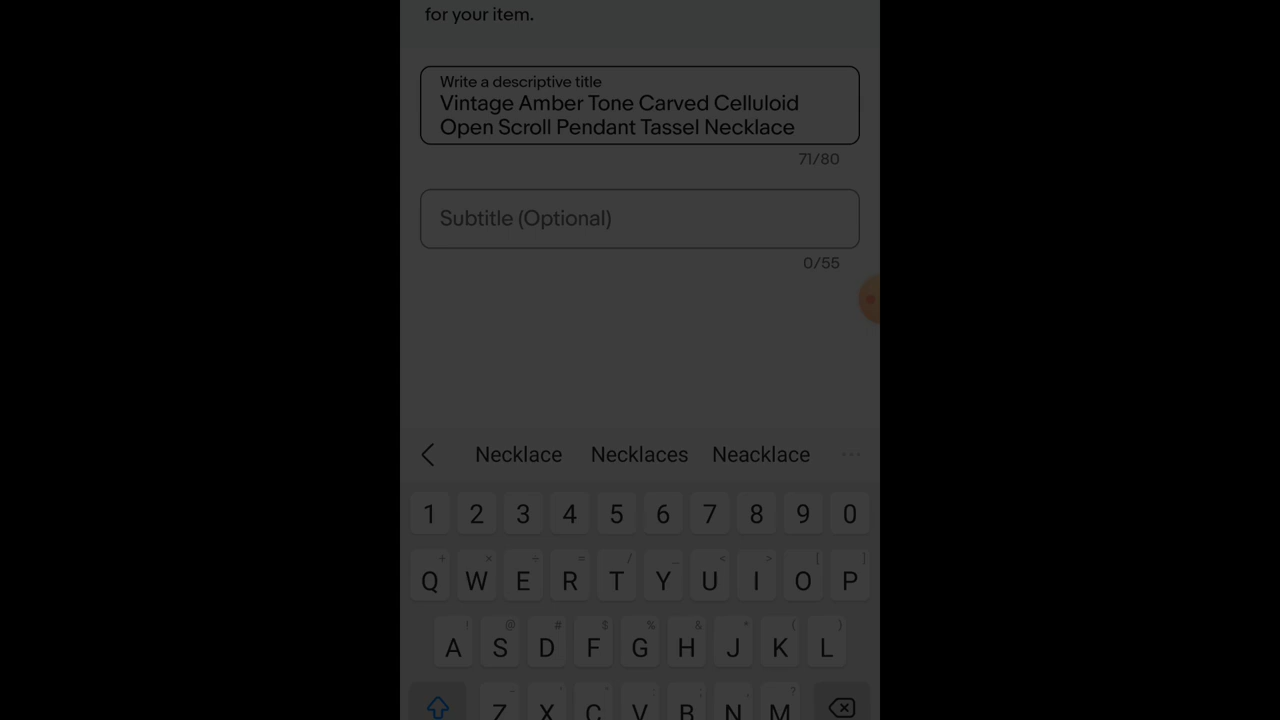 for your item.
Write a descriptive title
Vintage Amber Tone Carved Celluloid
Open Scroll Pendant Tassel Necklace
71/80
Subtitle (Optional)
0/55
Necklace Necklaces Neacklace ...
1 2 3 4 5 6 7 8 9 0
+ × ÷ = / _ < > [ ]
Q W E R T Y U I O P
! @ # $ % & * ( )
A S D F G H J K L
- ' " : ; , ?
Z X C V B N M